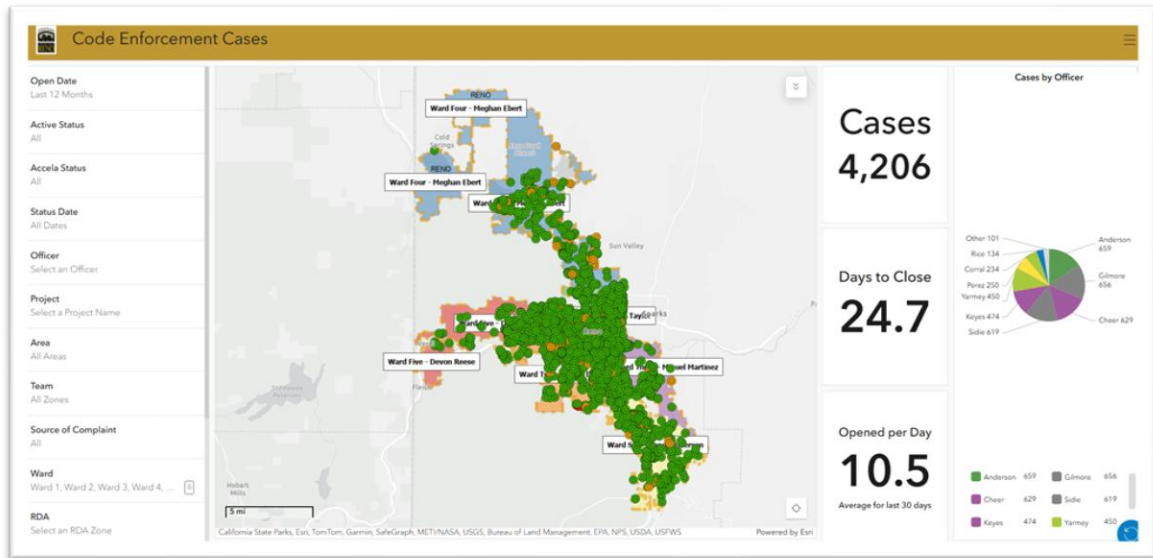 RENO
Code Enforcement Cases
Open Date
Last 12 Months
Active Status
All
Accela Status
All
Status Date
All Dates
Officer
Select an Officer
Project
Select a Project Name
Area
All Areas
Team
All Zones
Source of Complaint
All
Ward
Ward 1, Ward 2, Ward 3, Ward 4, ...
6
RDA
Select an RDA Zone
RENO
Ward Four - Meghan Ebert
Cold
Springs
RENO
Ward Four - Meghan Ebert
Sun Valley
Sparks
Ward Five - Devon Reese
Miguel Martinez
Hobart
Mills
5 mi
California State Parks, Esri, TomTom, Garmin, SafeGraph, METI/NASA, USGS, Bureau of Land Management, EPA, NPS, USDA, USFWS
Powered by Esri
Cases
4,206
Days to Close
24.7
Opened per Day
10.5
Average for last 30 days
Cases by Officer
Other 101
Rice 134
Corral 234
Perez 250
Yarmey 450
Keyes 474
Sidie 619
Anderson
659
Gilmore
656
Cheer 629
Anderson 659 Gilmore 656
Cheer 629 Sidie 619
Keyes 474 Yarmey 450